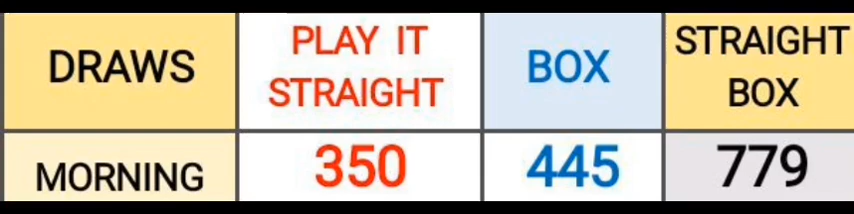 DRAWS
PLAY IT
STRAIGHT
BOX
STRAIGHT
BOX
MORNING
350
445
779